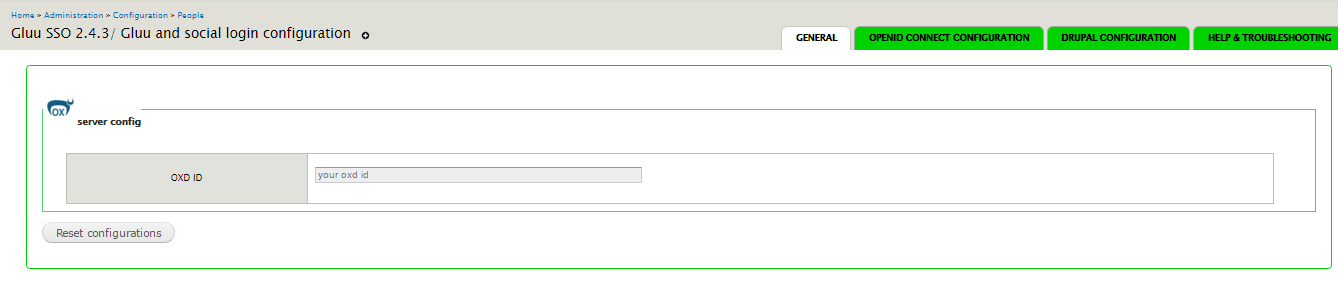 Home » Administration » Configuration » People
Gluu SSO 2.4.3/ Gluu and social login configuration
GENERAL
OPENID CONNECT CONFIGURATION
DRUPAL CONFIGURATION
HELP & TROUBLESHOOTING
OX
server config
OXD ID
your oxd id
Reset configurations